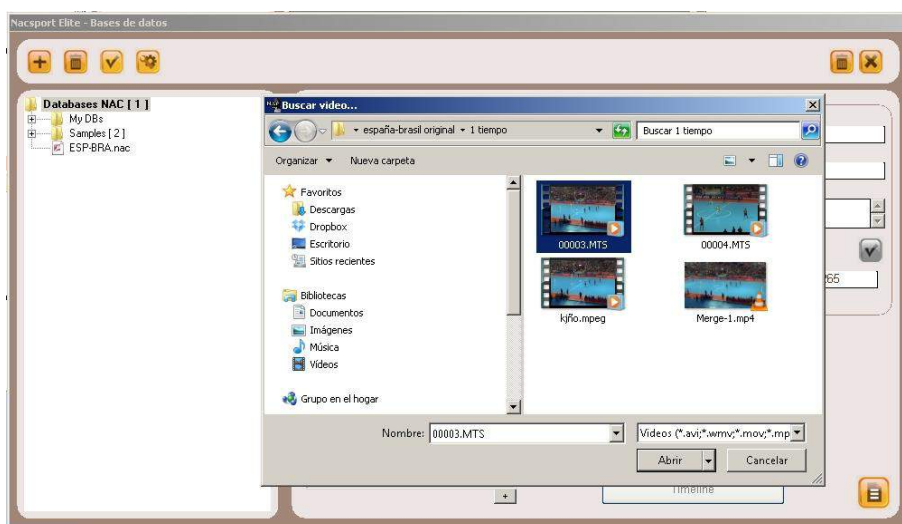 Nacsport Elite - Bases de datos
Databases NAC [ 1 ]
My DBs
Samples [ 2 ]
ESP-BRA.nac
Buscar video...
españa-brasil original
1 tiempo
Buscar 1 tiempo
Organizar
Nueva carpeta
Favoritos
Descargas
Dropbox
Escritorio
Sitios recientes
Bibliotecas
Documentos
Imágenes
Música
Vídeos
Grupo en el hogar
00003.MTS
00004.MTS
kjño.mpeg
Merge-1.mp4
Nombre:
00003.MTS
Videos (*.avi;*.wmv;*.mov;*.mp
Abrir
Cancelar
265
Timeline